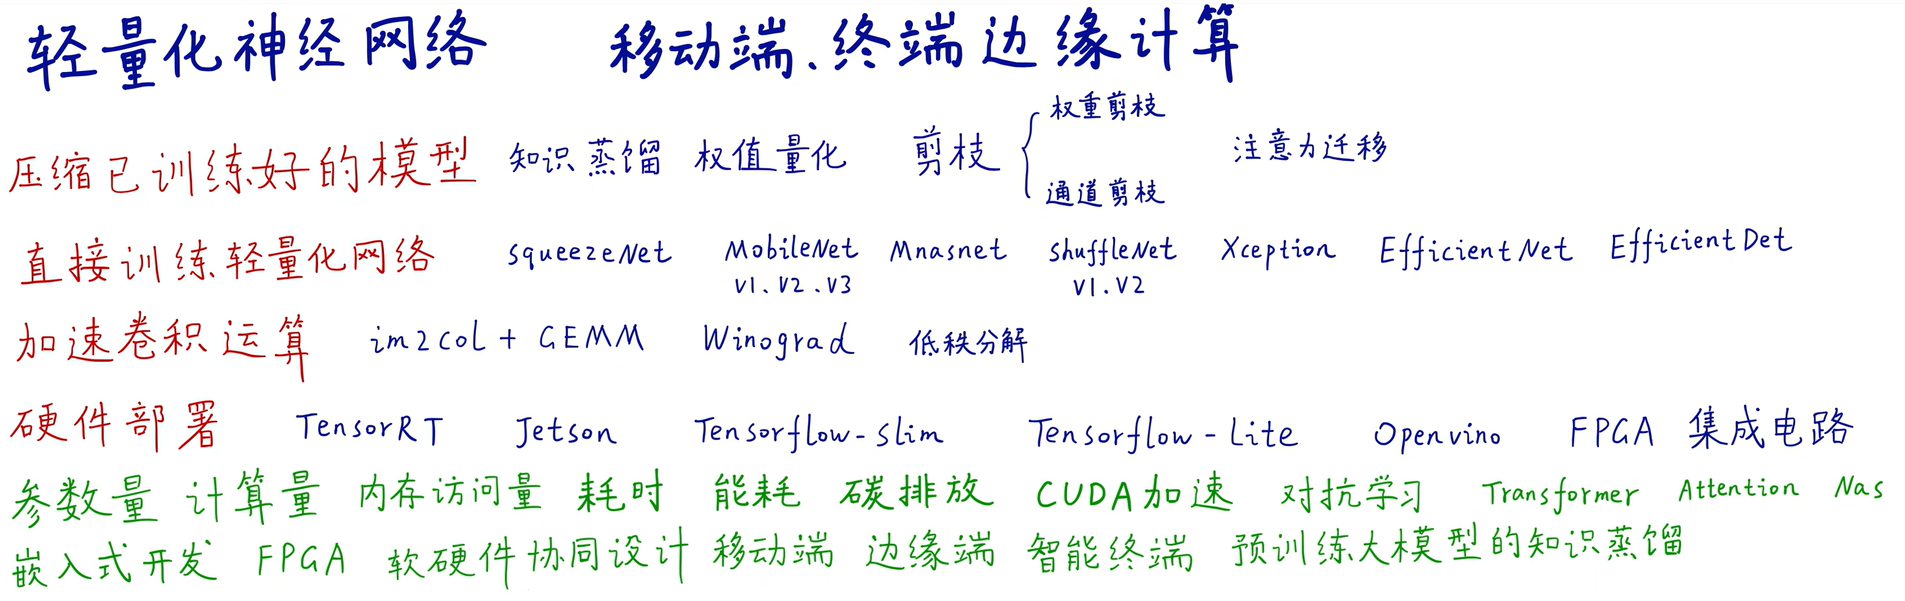 轻量化神经网络 移动端、终端边缘计算
压缩已训练好的模型 知识蒸馏 权值量化 剪枝 { 权重剪枝 注意力迁移
通道剪枝
直接训练轻量化网络 squeezeNet MobileNet Mnasnet shuffleNet Xception EfficientNet EfficientDet
V1、V2、V3 V1、V2
加速卷积运算 im2col + GEMM Winograd 低秩分解
硬件部署 TensorRT Jetson Tensorflow-slim Tensorflow-Lite Openvino FPGA 集成电路
参数量 计算量 内存访问量 耗时 能耗 碳排放 CUDA加速 对抗学习 Transformer Attention Nas
嵌入式开发 FPGA 软硬件协同设计 移动端 边缘端 智能终端 预训练大模型的知识蒸馏